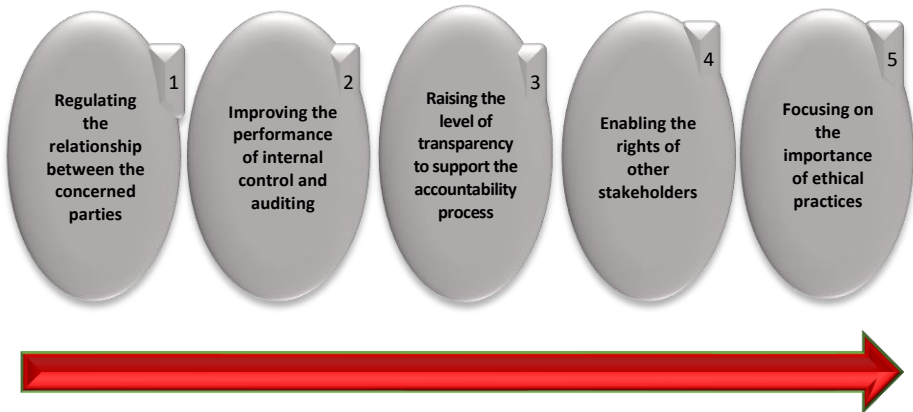 1
Regulating
the
relationship
between the
concerned
parties
2
Improving the
performance
of internal
control and
auditing
3
Raising the
level of
transparency
to support the
accountability
process
4
Enabling the
rights of
other
stakeholders
5
Focusing on
the
importance
of ethical
practices